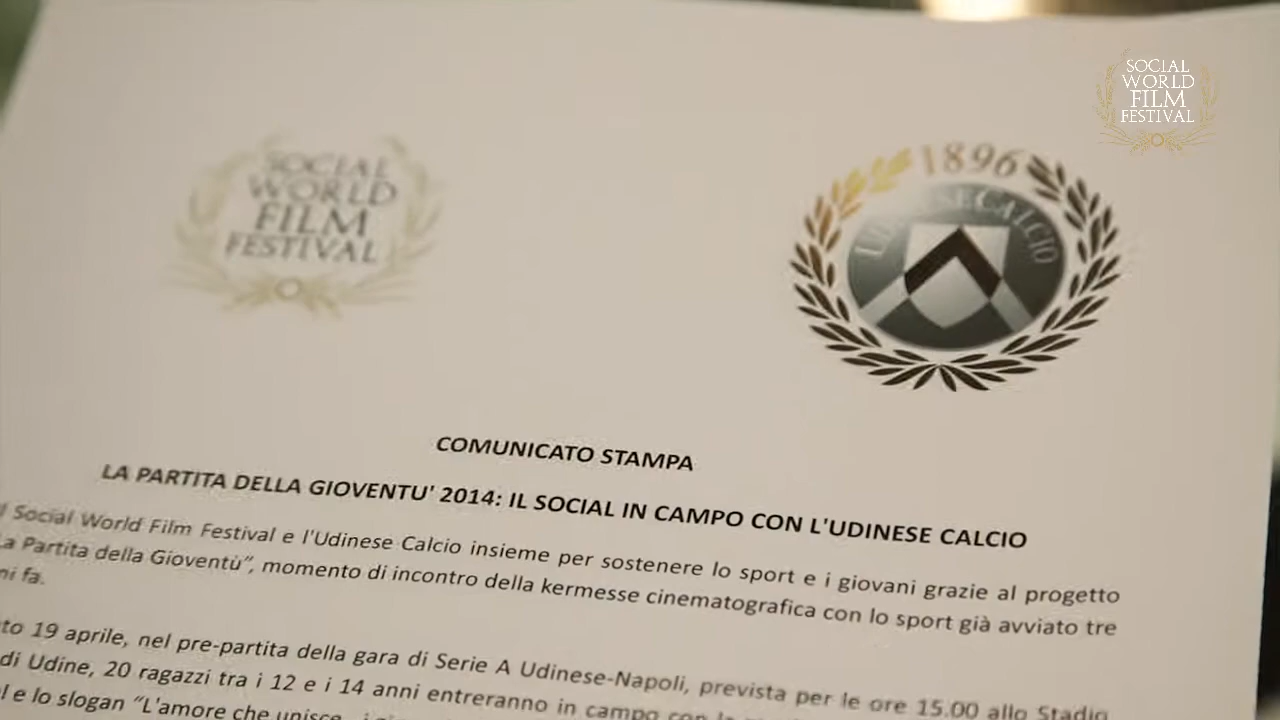 SOCIAL
WORLD
FILM
FESTIVAL
SOCIAL
WORLD
FILM
FESTIVAL
1896
UDINESE CALCIO
COMUNICATO STAMPA
LA PARTITA DELLA GIOVENTU' 2014: IL SOCIAL IN CAMPO CON L'UDINESE CALCIO
Social World Film Festival e l'Udinese Calcio insieme per sostenere lo sport e i giovani grazie al progetto
Partita della Gioventù”, momento di incontro della kermesse cinematografica con lo sport già avviato tre
fa.
19 aprile, nel pre-partita della gara di Serie A Udinese-Napoli, prevista per le ore 15.00 allo Stadio
di Udine, 20 ragazzi tra i 12 e i 14 anni entreranno in campo con
e lo slogan “L'amore che unisce